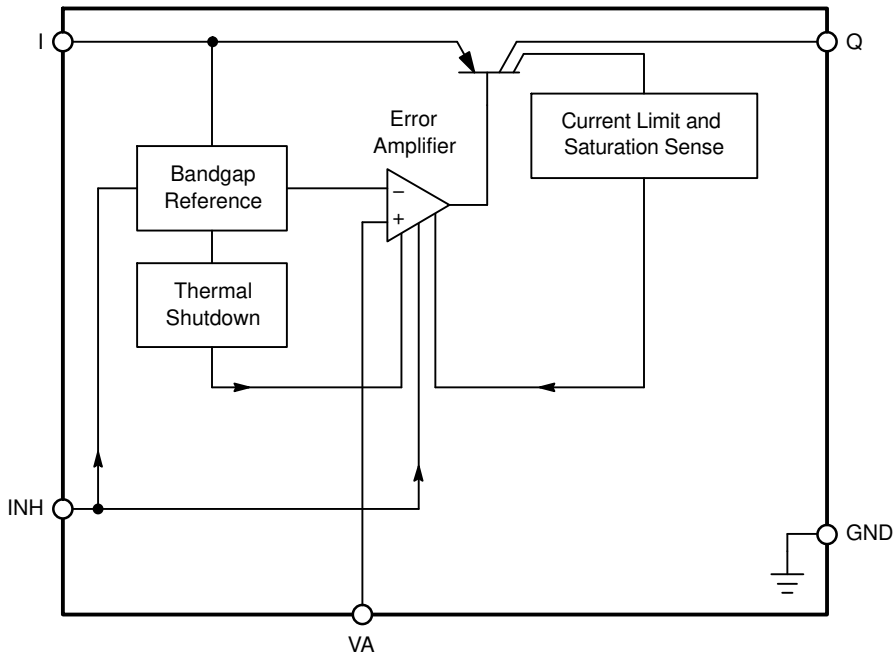 I
Q
Error
Amplifier
Current Limit and
Saturation Sense
Bandgap
Reference
−
+
Thermal
Shutdown
INH
GND
VA